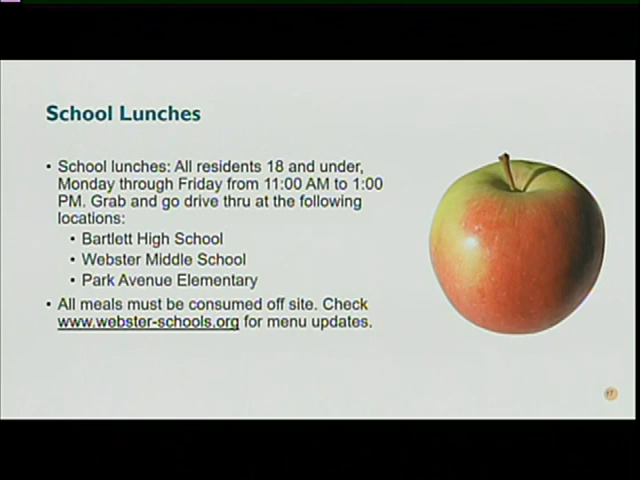 School Lunches
• School lunches: All residents 18 and under,
Monday through Friday from 11:00 AM to 1:00
PM. Grab and go drive thru at the following
locations:
• Bartlett High School
• Webster Middle School
• Park Avenue Elementary
• All meals must be consumed off site. Check
www.webster-schools.org for menu updates.